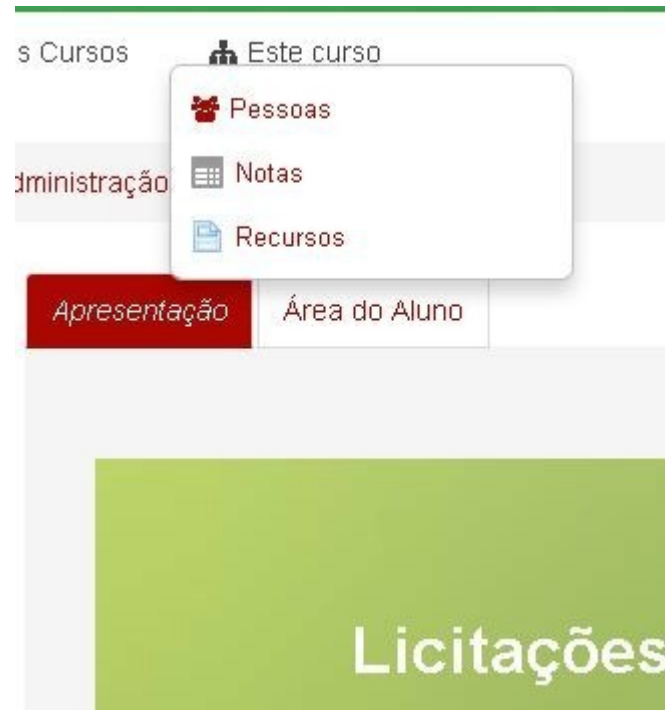 s Cursos Este curso
Pessoas
dministração Notas
Recursos
Apresentação Área do Aluno
Licitações